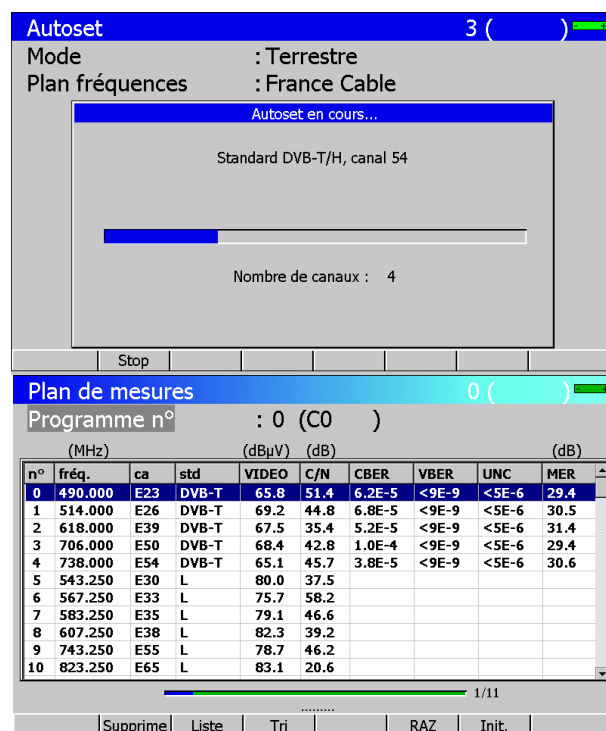 Autoset 3 ( ) - +
Mode : Terrestre
Plan fréquences : France Cable
Autoset en cours...
Standard DVB-T/H, canal 54
Nombre de canaux : 4
Stop
Plan de mesures 0 ( ) -
Programme n° : 0 (C0 )
(MHz) (dBµV) (dB) (dB)
n° fréq. ca std VIDEO C/N CBER VBER UNC MER
0 490.000 E23 DVB-T 65.8 51.4 6.2E-5 <9E-9 <5E-6 29.4
1 514.000 E26 DVB-T 69.2 44.8 6.8E-5 <9E-9 <5E-6 30.5
2 618.000 E39 DVB-T 67.5 35.4 5.2E-5 <9E-9 <5E-6 31.4
3 706.000 E50 DVB-T 68.4 42.8 1.0E-4 <9E-9 <5E-6 29.4
4 738.000 E54 DVB-T 65.1 45.7 3.8E-5 <9E-9 <5E-6 30.6
5 543.250 E30 L 80.0 37.5
6 567.250 E33 L 75.7 58.2
7 583.250 E35 L 79.1 46.6
8 607.250 E38 L 82.3 39.2
9 743.250 E55 L 78.7 46.2
10 823.250 E65 L 83.1 20.6
1/11
.........
Supprime Liste Tri RAZ Init.